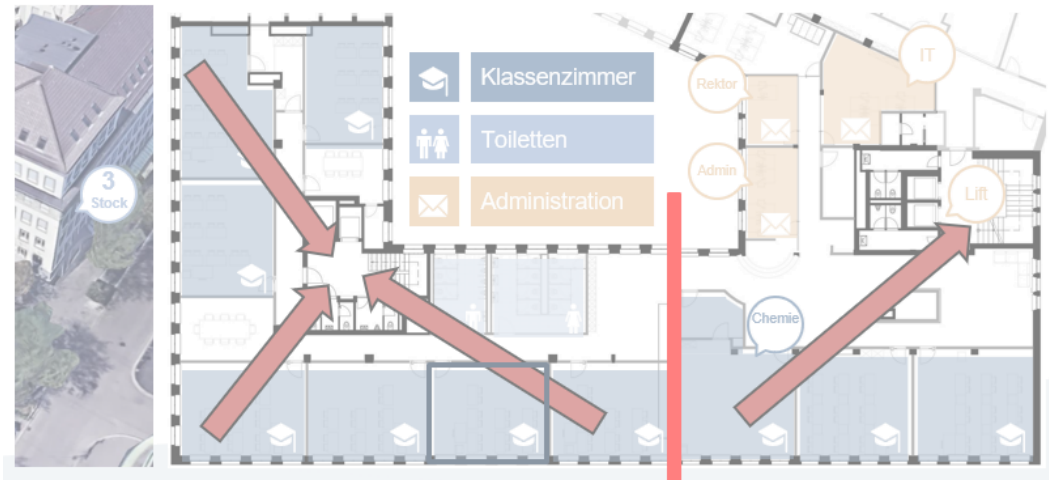 3
Stock
Klassenzimmer
Toiletten
Administration
Rektor
IT
Admin
Lift
Chemie